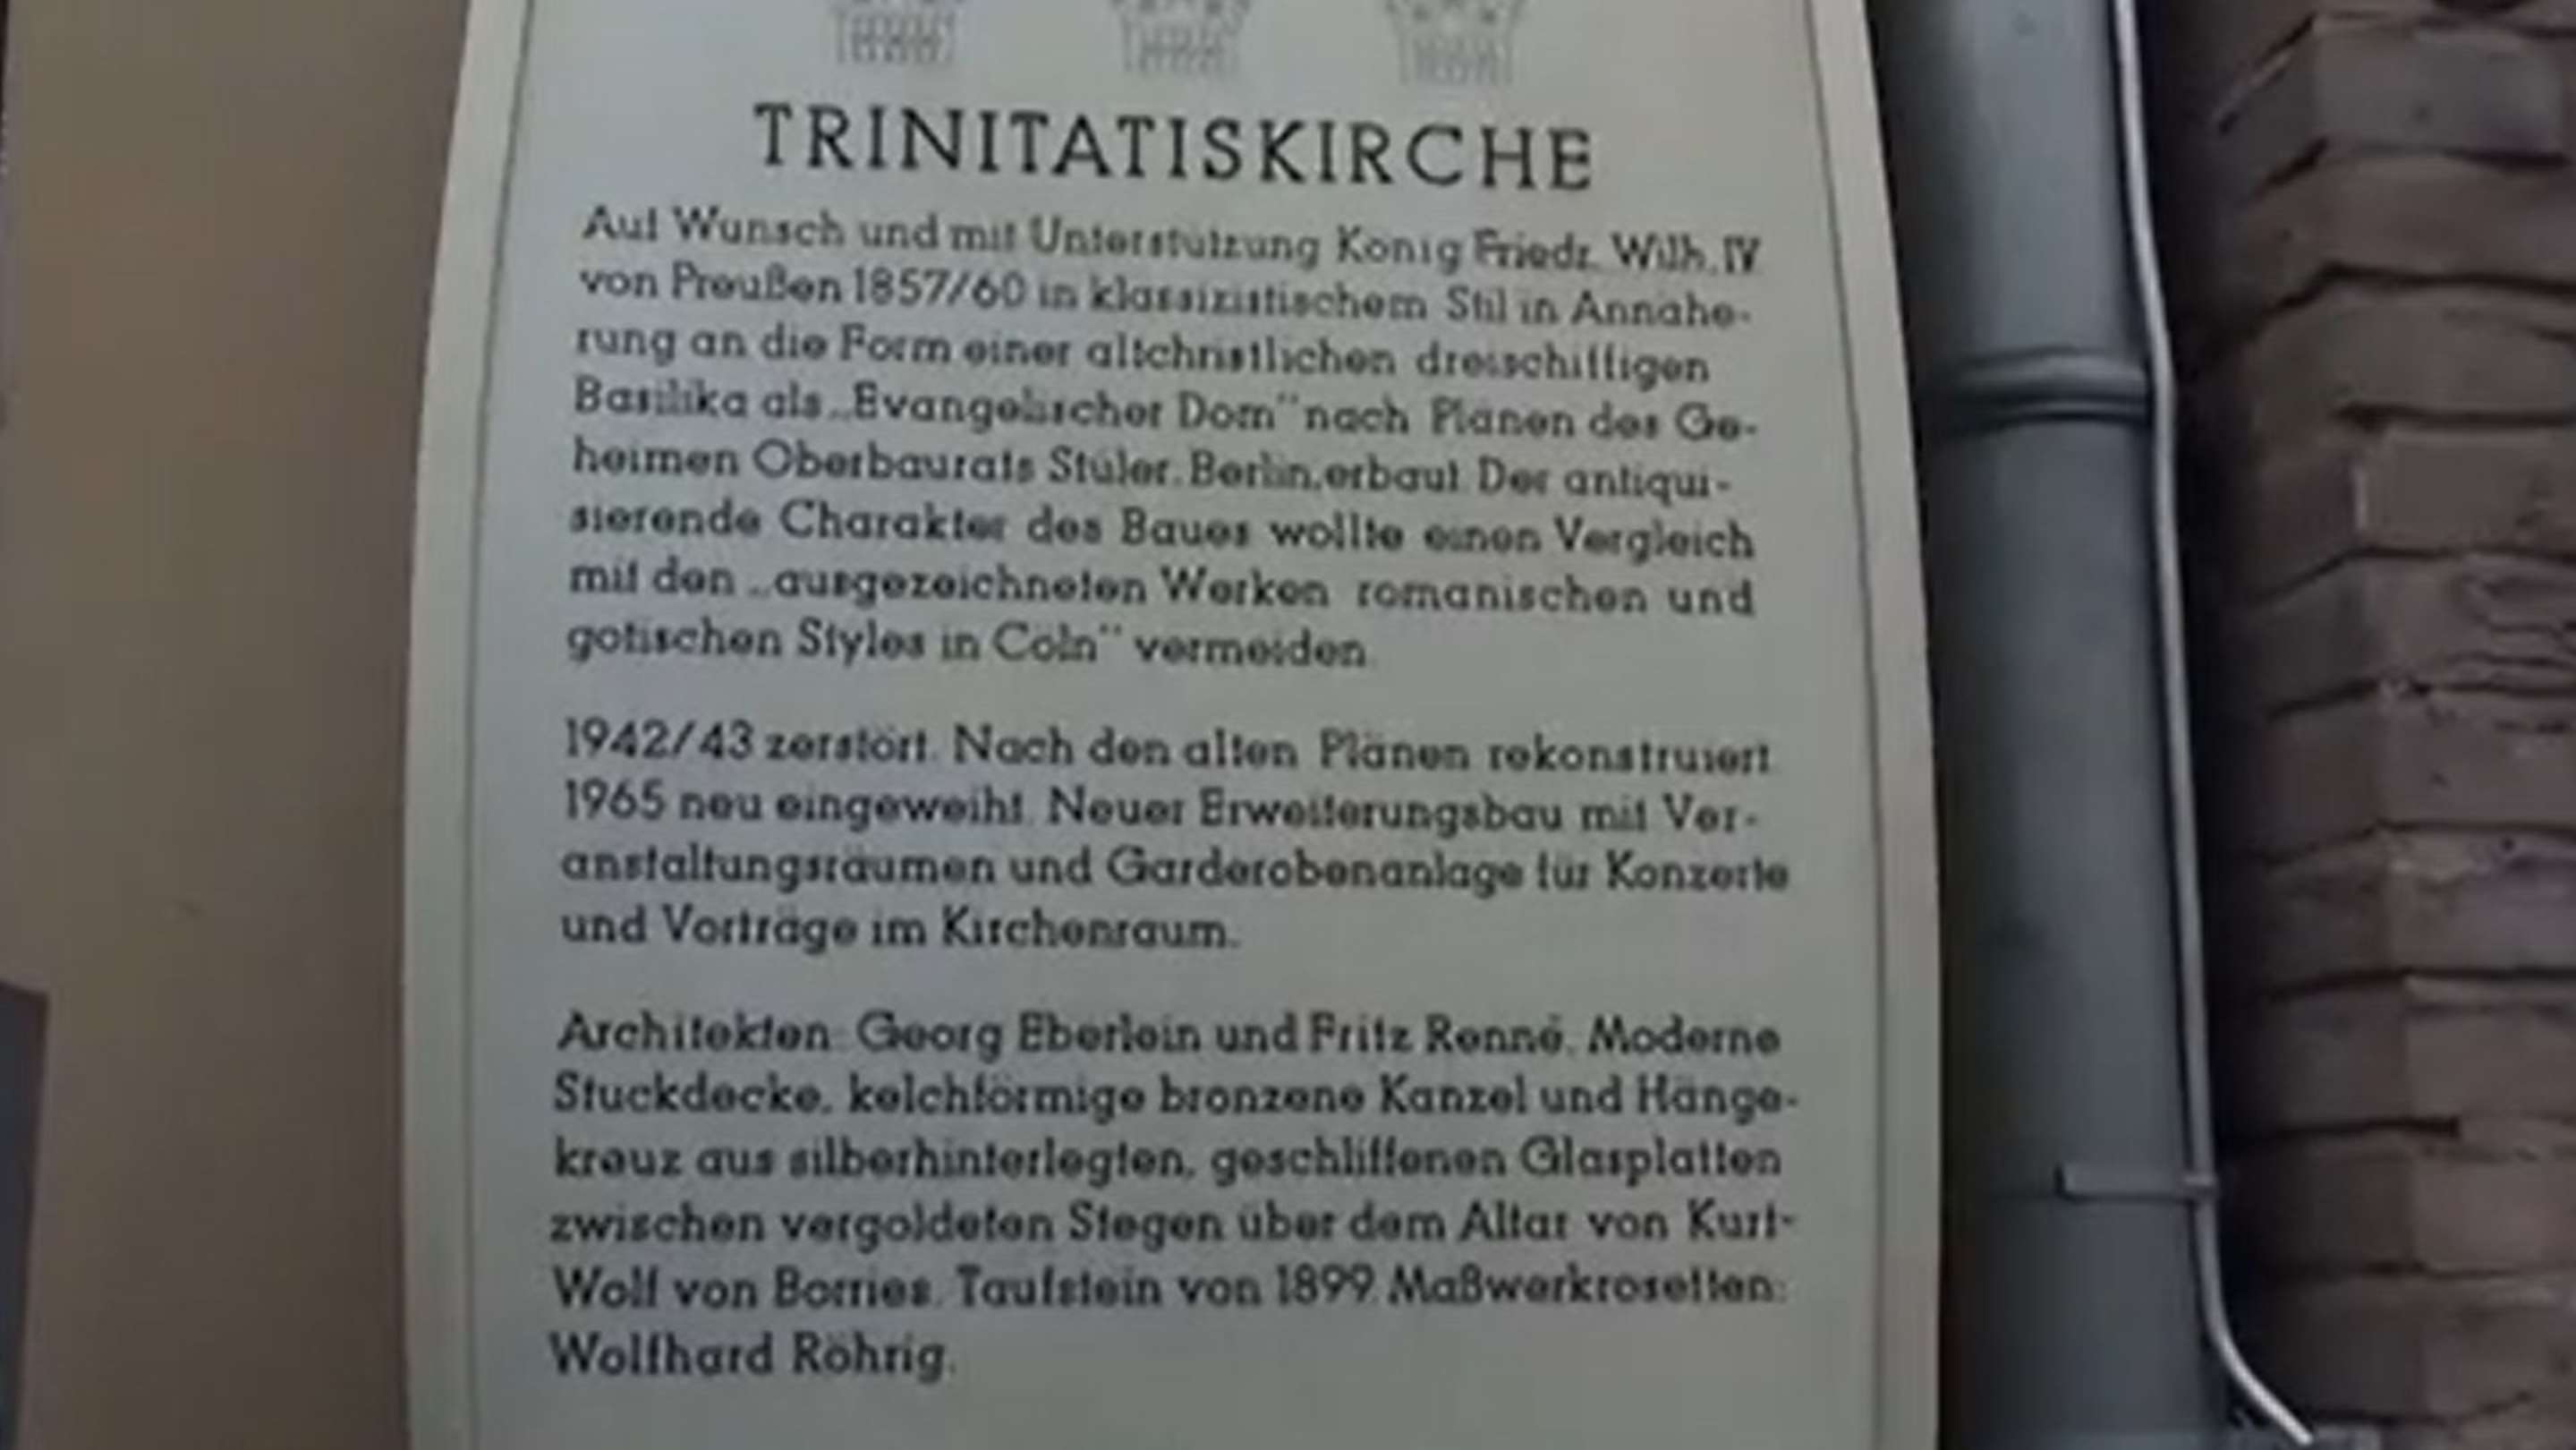 TRINITATISKIRCHE
Auf Wunsch und mit Unterstützung König Friedr. Wilh. IV.
von Preußen 1857/60 in klassizistischem Stil in Annähe-
rung an die Form einer altchristlichen dreischiffigen
Basilika als „Evangelischer Dom" nach Plänen des Ge-
heimen Oberbaurats Stüler, Berlin, erbaut. Der antiqui-
sierende Charakter des Baues wollte einen Vergleich
mit den „ausgezeichneten Werken romanischen und
gotischen Styles in Cöln" vermeiden.
1942/43 zerstört. Nach den alten Plänen rekonstruiert.
1965 neu eingeweiht. Neuer Erweiterungsbau mit Ver-
anstaltungsräumen und Garderobenanlage für Konzerte
und Vorträge im Kirchenraum.
Architekten: Georg Eberlein und Fritz Renné. Moderne
Stuckdecke, kelchförmige bronzene Kanzel und Hänge-
kreuz aus silberhinterlegten, geschliffenen Glasplatten
zwischen vergoldeten Stegen über dem Altar von Kurt-
Wolf von Borries. Taufstein von 1899. Maßwerkrosetten:
Wolfhard Röhrig.